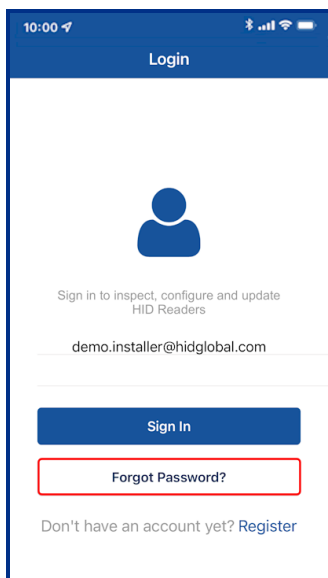 10:00
Login
Sign in to inspect, configure and update
HID Readers
demo.installer@hidglobal.com
Sign In
Forgot Password?
Don't have an account yet? Register